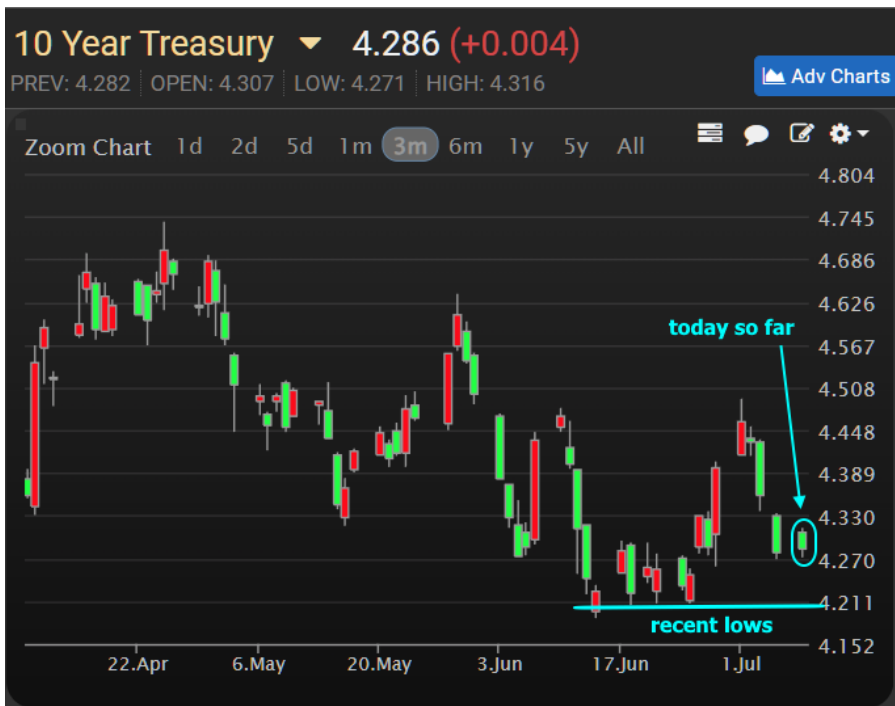 10 Year Treasury 4.286 (+0.004)
PREV: 4.282 OPEN: 4.307 LOW: 4.271 HIGH: 4.316
Adv Charts
Zoom Chart 1d 2d 5d 1m 3m 6m 1y 5y All
4.804
4.745
4.686
4.626
today so far
4.567
4.508
4.448
4.389
4.330
4.270
4.211
recent lows
4.152
22.Apr 6.May 20.May 3.Jun 17.Jun 1.Jul